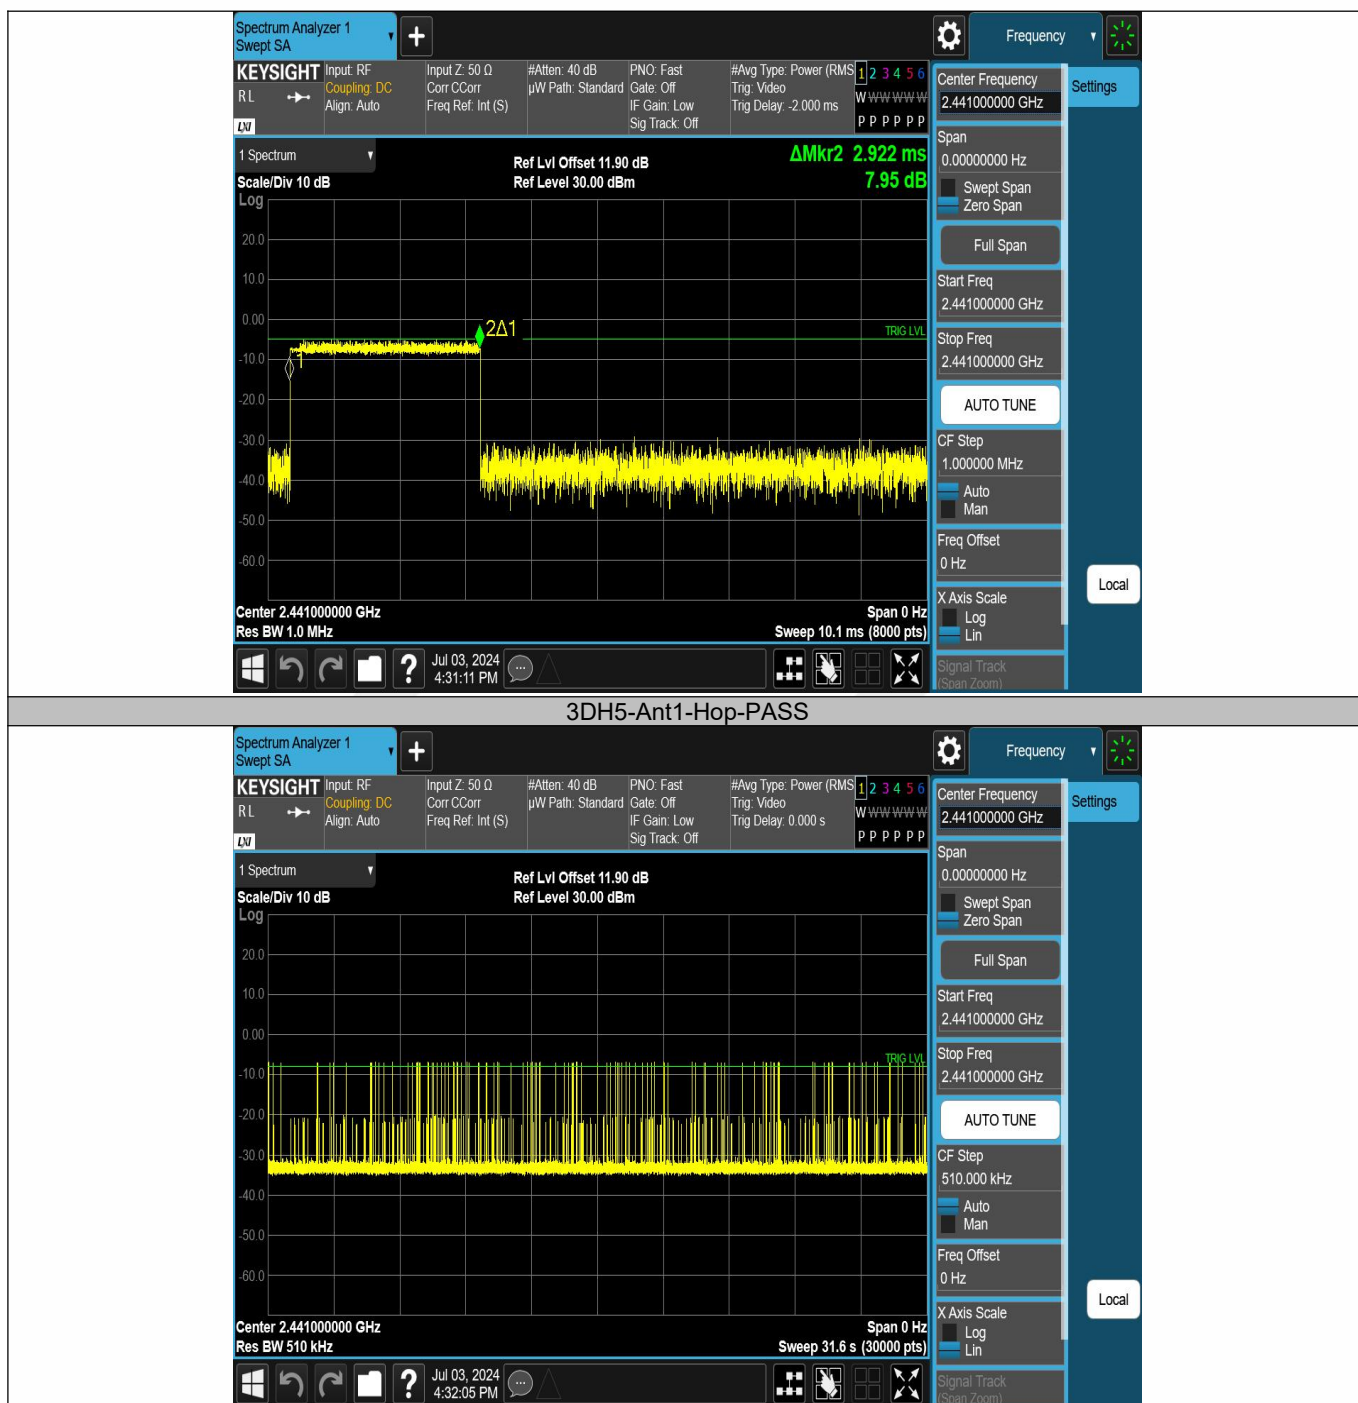 Spectrum Analyzer 1
Swept SA
Frequency
KEYSIGHT
R L
LXI
Input: RF
Coupling: DC
Align: Auto
Input Z: 50 Ω
Corr CCorr
Freq Ref: Int (S)
#Atten: 40 dB
µW Path: Standard
PNO: Fast
Gate: Off
IF Gain: Low
Sig Track: Off
#Avg Type: Power (RMS
Trig: Video
Trig Delay: -2.000 ms
1 2 3 4 5 6
W W W W W W
P P P P P P
1 Spectrum
Scale/Div 10 dB
Log
Ref Lvl Offset 11.90 dB
Ref Level 30.00 dBm
ΔMkr2 2.922 ms
7.95 dB
20.0
10.0
0.00
-10.0
-20.0
-30.0
-40.0
-50.0
-60.0
2Δ1
1
TRIG LVL
Center 2.441000000 GHz
Res BW 1.0 MHz
Span 0 Hz
Sweep 10.1 ms (8000 pts)
Jul 03, 2024
4:31:11 PM
Center Frequency
2.441000000 GHz
Settings
Span
0.00000000 Hz
Swept Span
Zero Span
Full Span
Start Freq
2.441000000 GHz
Stop Freq
2.441000000 GHz
AUTO TUNE
CF Step
1.000000 MHz
Auto
Man
Freq Offset
0 Hz
Local
X Axis Scale
Log
Lin
Signal Track
(Span Zoom)
3DH5-Ant1-Hop-PASS
Spectrum Analyzer 1
Swept SA
Frequency
KEYSIGHT
R L
LXI
Input: RF
Coupling: DC
Align: Auto
Input Z: 50 Ω
Corr CCorr
Freq Ref: Int (S)
#Atten: 40 dB
µW Path: Standard
PNO: Fast
Gate: Off
IF Gain: Low
Sig Track: Off
#Avg Type: Power (RMS
Trig: Video
Trig Delay: 0.000 s
1 2 3 4 5 6
W W W W W W
P P P P P P
1 Spectrum
Scale/Div 10 dB
Log
Ref Lvl Offset 11.90 dB
Ref Level 30.00 dBm
20.0
10.0
0.00
-10.0
-20.0
-30.0
-40.0
-50.0
-60.0
TRIG LVL
Center 2.441000000 GHz
Res BW 510 kHz
Span 0 Hz
Sweep 31.6 s (30000 pts)
Jul 03, 2024
4:32:05 PM
Center Frequency
2.441000000 GHz
Settings
Span
0.00000000 Hz
Swept Span
Zero Span
Full Span
Start Freq
2.441000000 GHz
Stop Freq
2.441000000 GHz
AUTO TUNE
CF Step
510.000 kHz
Auto
Man
Freq Offset
0 Hz
Local
X Axis Scale
Log
Lin
Signal Track
(Span Zoom)